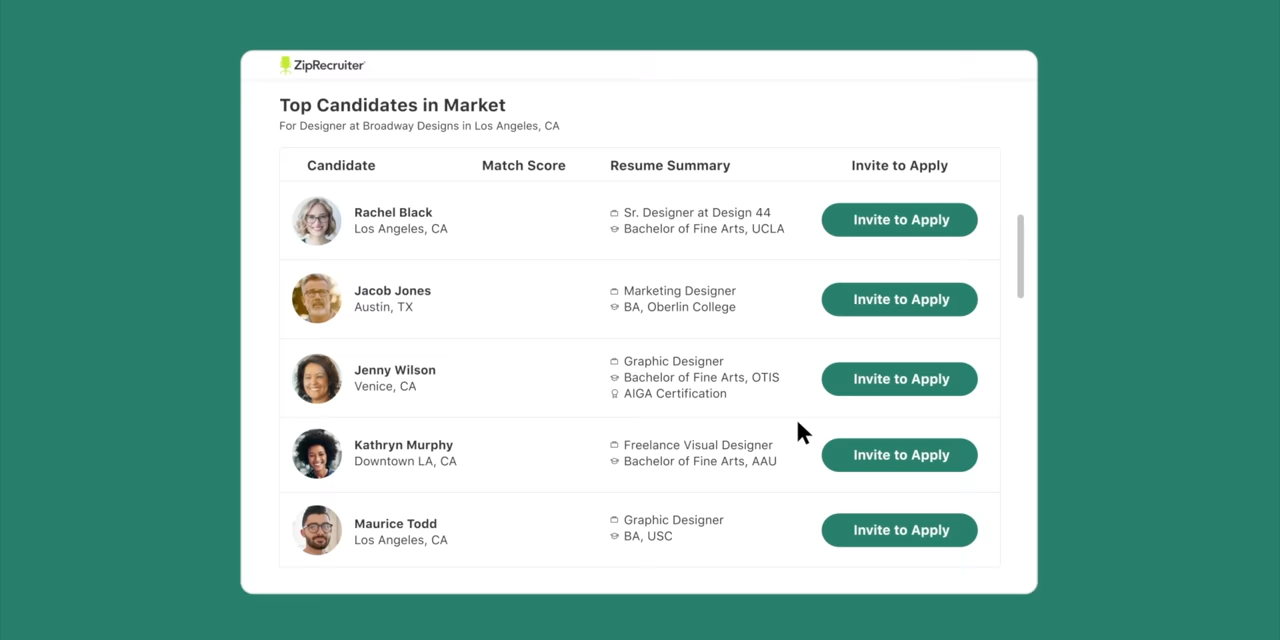 ZipRecruiter
Top Candidates in Market
For Designer at Broadway Designs in Los Angeles, CA
Candidate Match Score Resume Summary Invite to Apply
Rachel Black
Los Angeles, CA
Sr. Designer at Design 44
Bachelor of Fine Arts, UCLA
Invite to Apply
Jacob Jones
Austin, TX
Marketing Designer
BA, Oberlin College
Invite to Apply
Jenny Wilson
Venice, CA
Graphic Designer
Bachelor of Fine Arts, OTIS
AIGA Certification
Invite to Apply
Kathryn Murphy
Downtown LA, CA
Freelance Visual Designer
Bachelor of Fine Arts, AAU
Invite to Apply
Maurice Todd
Los Angeles, CA
Graphic Designer
BA, USC
Invite to Apply